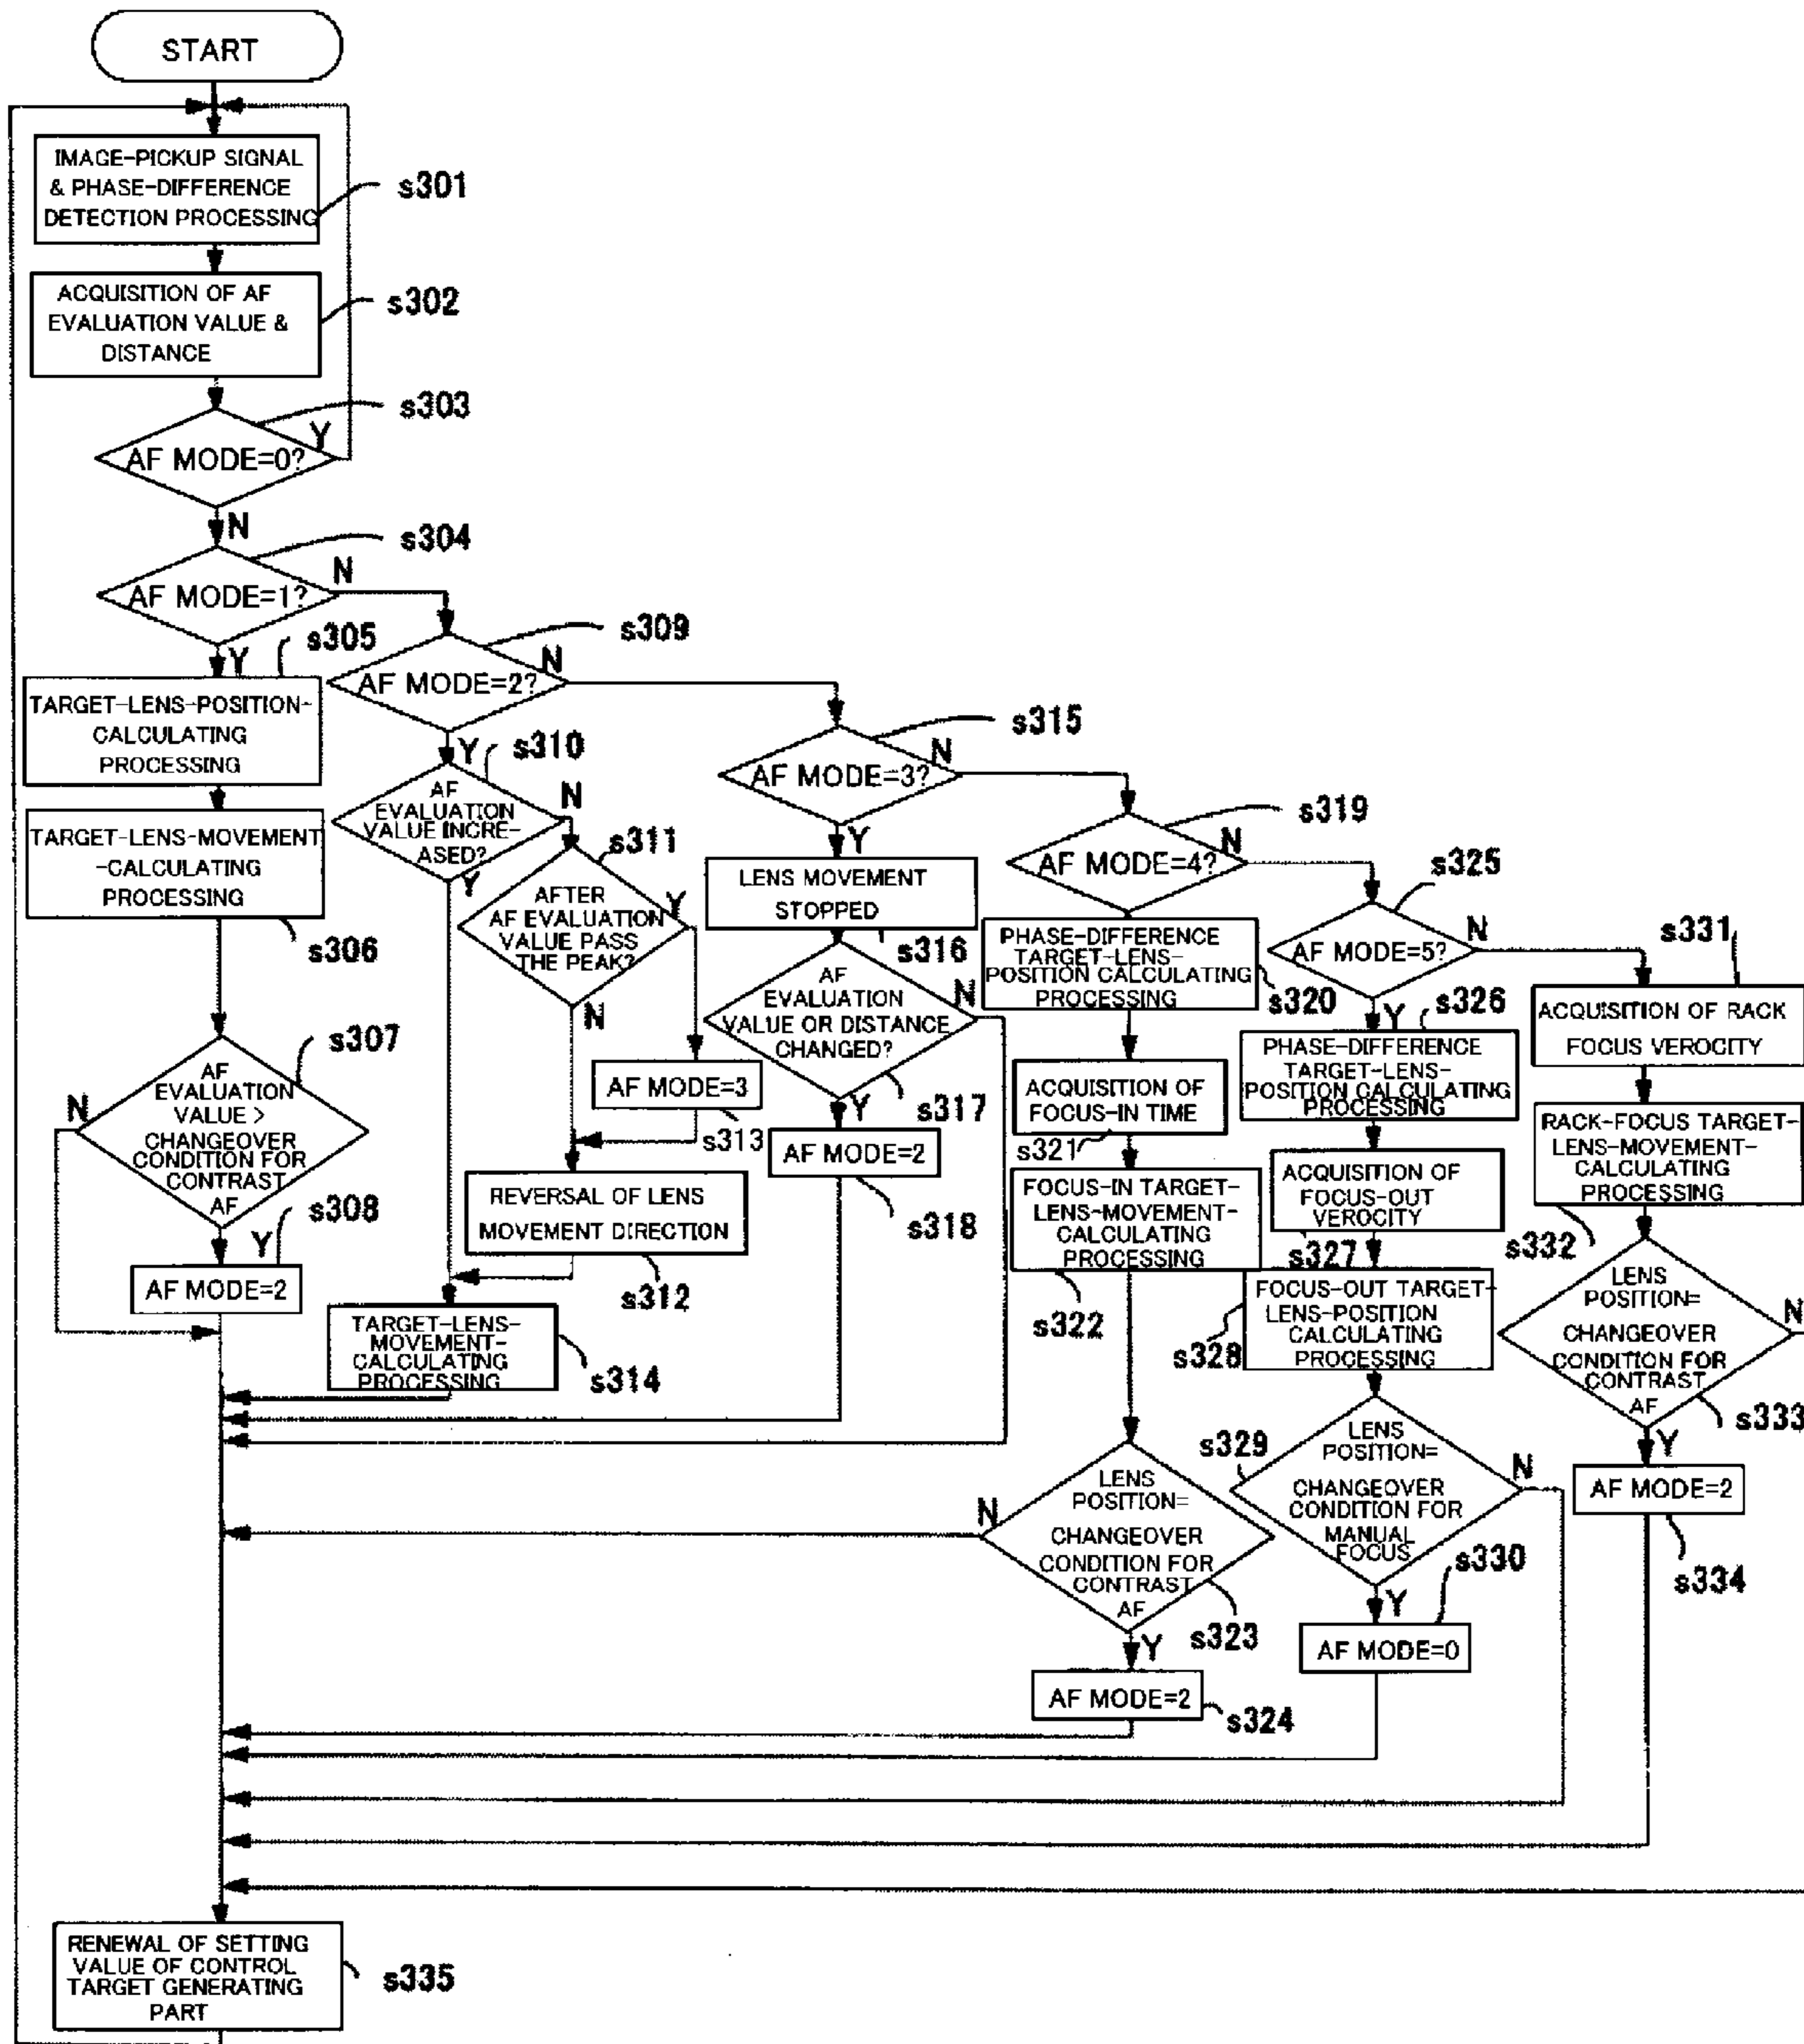 START
IMAGE-PICKUP SIGNAL
& PHASE-DIFFERENCE
DETECTION PROCESSING
s301
ACQUISITION OF AF
EVALUATION VALUE &
DISTANCE
s302
s303
AF MODE=0?
Y
N
s304
AF MODE=1?
N
Y
s305
TARGET-LENS-POSITION-
CALCULATING
PROCESSING
TARGET-LENS-MOVEMENT
-CALCULATING
PROCESSING
s306
s307
AF
EVALUATION
VALUE >
CHANGEOVER
CONDITION FOR
CONTRAST
AF
N
Y
s308
AF MODE=2
s309
AF MODE=2?
N
Y
s310
AF
EVALUATION
VALUE INCRE-
ASED?
N
Y
s311
AFTER
AF EVALUATION
VALUE PASS
THE PEAK?
Y
N
AF MODE=3
s313
REVERSAL OF LENS
MOVEMENT DIRECTION
s312
TARGET-LENS-
MOVEMENT-
CALCULATING
PROCESSING
s314
s315
AF MODE=3?
N
Y
LENS MOVEMENT
STOPPED
s316
AF
EVALUATION
VALUE OR DISTANCE
CHANGED?
N
Y
s317
AF MODE=2
s318
s319
AF MODE=4?
N
PHASE-DIFFERENCE
TARGET-LENS-
POSITION CALCULATING
PROCESSING
s320
ACQUISITION OF
FOCUS-IN TIME
s321
FOCUS-IN TARGET-
LENS-MOVEMENT-
CALCULATING
PROCESSING
s322
LENS
POSITION=
CHANGEOVER
CONDITION FOR
CONTRAST
AF
N
s323
Y
AF MODE=2
s324
s325
AF MODE=5?
N
Y
s326
PHASE-DIFFERENCE
TARGET-LENS-
POSITION CALCULATING
PROCESSING
ACQUISITION OF
FOCUS-OUT
VEROCITY
s327
FOCUS-OUT TARGET-
LENS-POSITION
CALCULATING
PROCESSING
s328
s329
LENS
POSITION=
CHANGEOVER
CONDITION FOR
MANUAL
FOCUS
N
Y
s330
AF MODE=0
s331
ACQUISITION OF RACK
FOCUS VEROCITY
RACK-FOCUS TARGET-
LENS-MOVEMENT-
CALCULATING
PROCESSING
s332
LENS
POSITION=
CHANGEOVER
CONDITION FOR
CONTRAST
AF
N
s333
Y
AF MODE=2
s334
RENEWAL OF SETTING
VALUE OF CONTROL
TARGET GENERATING
PART
s335